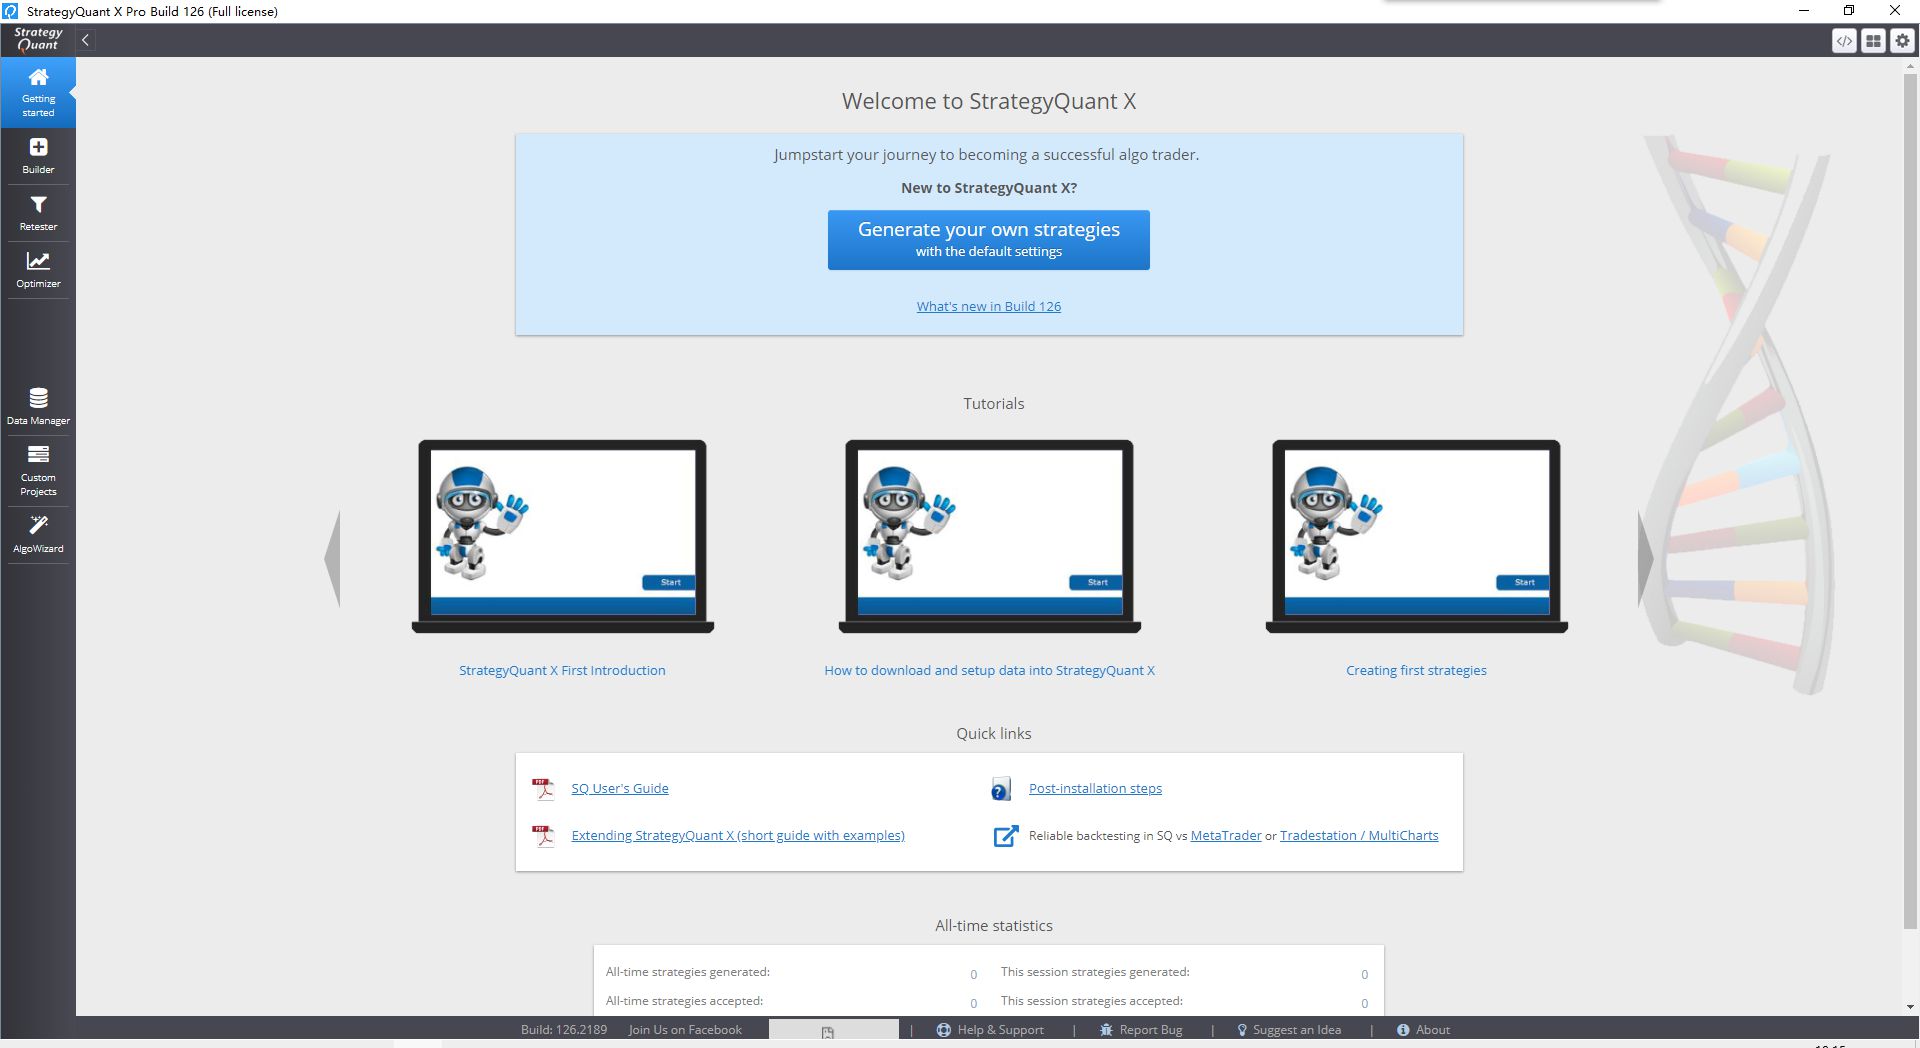 StrategyQuant X Pro Build 126 (Full license)
Strategy
Quant
Getting
started
Builder
Retester
Optimizer
Data Manager
Custom
Projects
AlgoWizard
Welcome to StrategyQuant X
Jumpstart your journey to becoming a successful algo trader.
New to StrategyQuant X?
Generate your own strategies
with the default settings
What's new in Build 126
Tutorials
Start
Start
Start
StrategyQuant X First Introduction
How to download and setup data into StrategyQuant X
Creating first strategies
Quick links
SQ User's Guide
Post-installation steps
Extending StrategyQuant X (short guide with examples)
Reliable backtesting in SQ vs MetaTrader or Tradestation / MultiCharts
All-time statistics
All-time strategies generated: 0
This session strategies generated: 0
All-time strategies accepted: 0
This session strategies accepted: 0
Build: 126.2189 Join Us on Facebook | Help & Support | Report Bug | Suggest an Idea | About